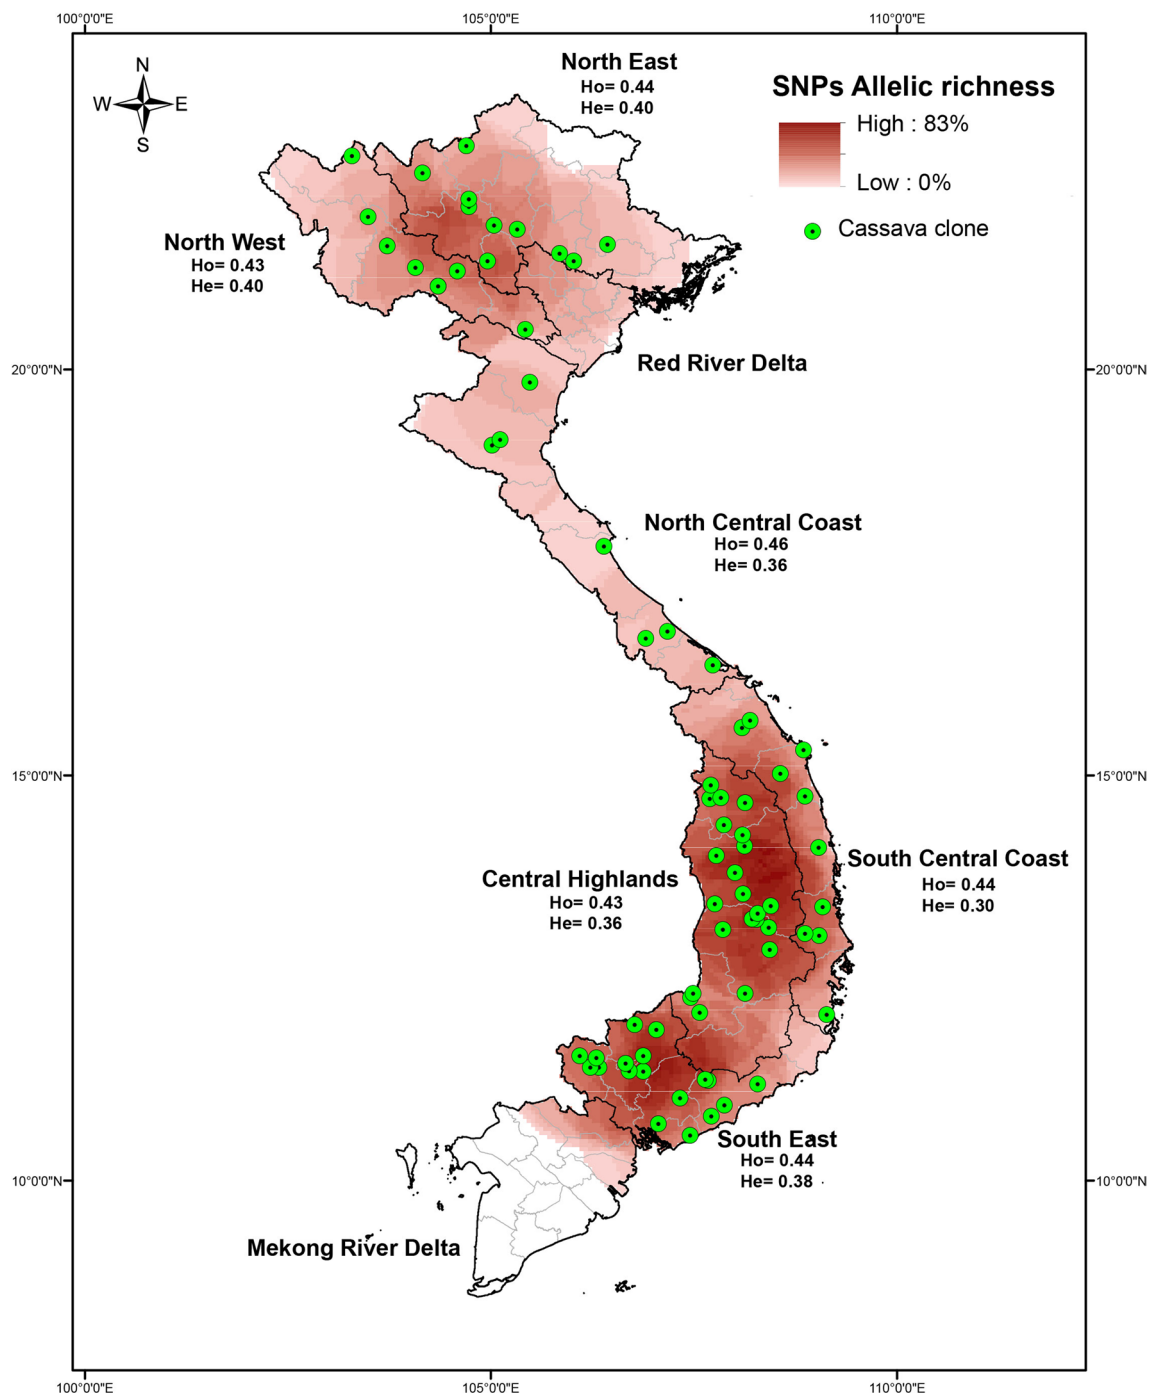 100°0'0"E 105°0'0"E 110°0'0"E
N
W E
S
North East
Ho = 0.44
He= 0.40
SNPs Allelic richness
High : 83%
Low : 0%
Cassava clone
North West
Ho= 0.43
He= 0.40
Red River Delta
20°0'0"N 20°0'0"N
North Central Coast
Ho= 0.46
He= 0.36
15°0'0"N 15°0'0"N
South Central Coast
Ho= 0.44
He= 0.30
Central Highlands
Ho= 0.43
He= 0.36
South East
Ho= 0.44
He= 0.38
10°0'0"N 10°0'0"N
Mekong River Delta
100°0'0"E 105°0'0"E 110°0'0"E